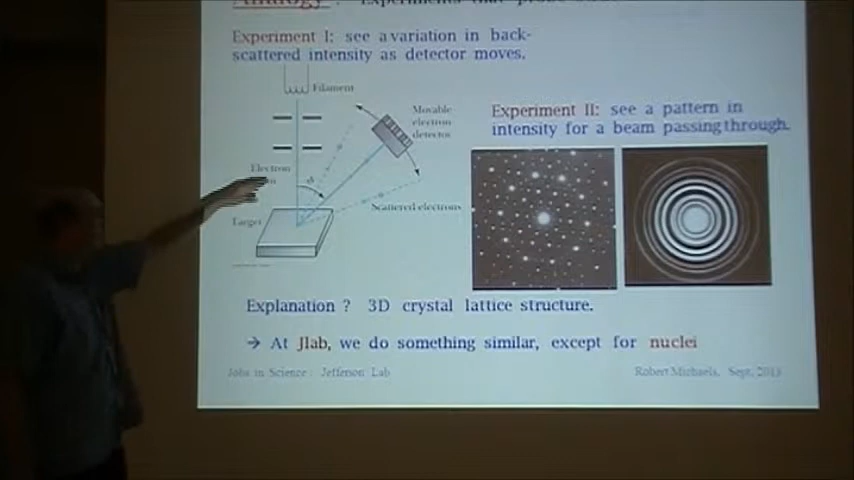 Analogy : Experiments that probe
Experiment I: see a variation in back-
scattered intensity as detector moves.
Filament
Movable
electron
detector
Experiment II: see a pattern in
intensity for a beam passing through.
Electron
Target
Scattered electrons
Explanation ? 3D crystal lattice structure.
→ At Jlab, we do something similar, except for nuclei
Jobs in Science : Jefferson Lab
Robert Michaels, Sept, 2013